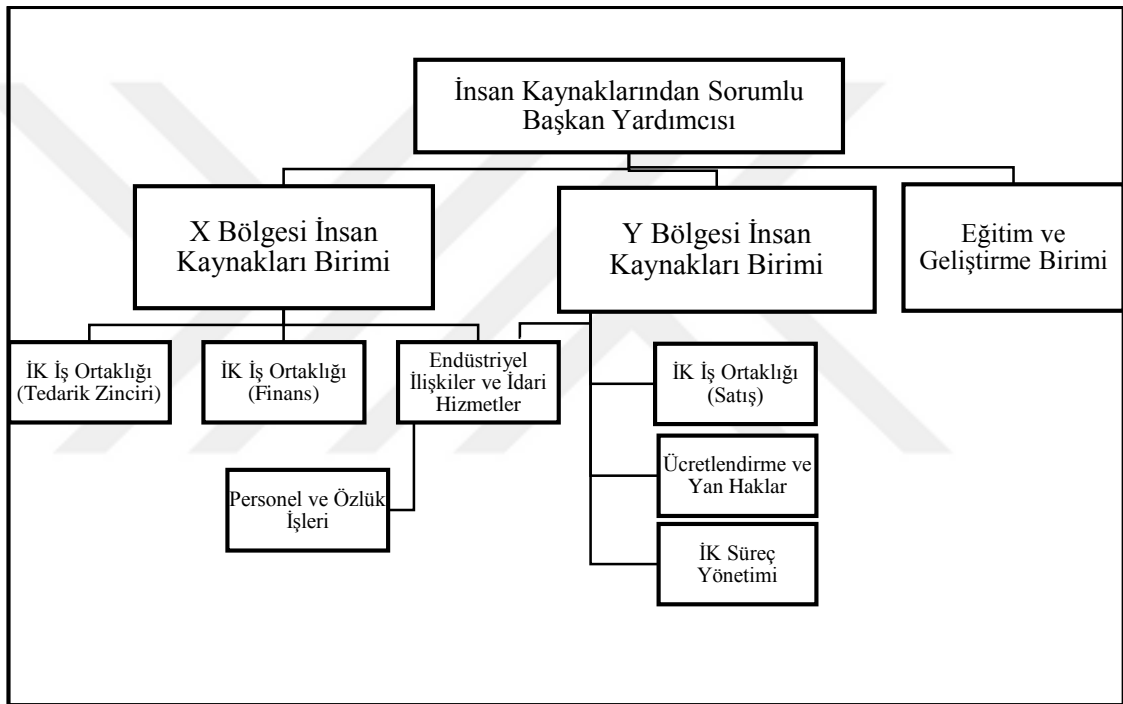 İnsan Kaynaklarından Sorumlu
Başkan Yardımcısı
X Bölgesi İnsan
Kaynakları Birimi
Y Bölgesi İnsan
Kaynakları Birimi
Eğitim ve
Geliştirme Birimi
İK İş Ortaklığı
(Tedarik Zinciri)
İK İş Ortaklığı
(Finans)
Endüstriyel
İlişkiler ve İdari
Hizmetler
İK İş Ortaklığı
(Satış)
Personel ve Özlük
İşleri
Ücretlendirme ve
Yan Haklar
İK Süreç
Yönetimi